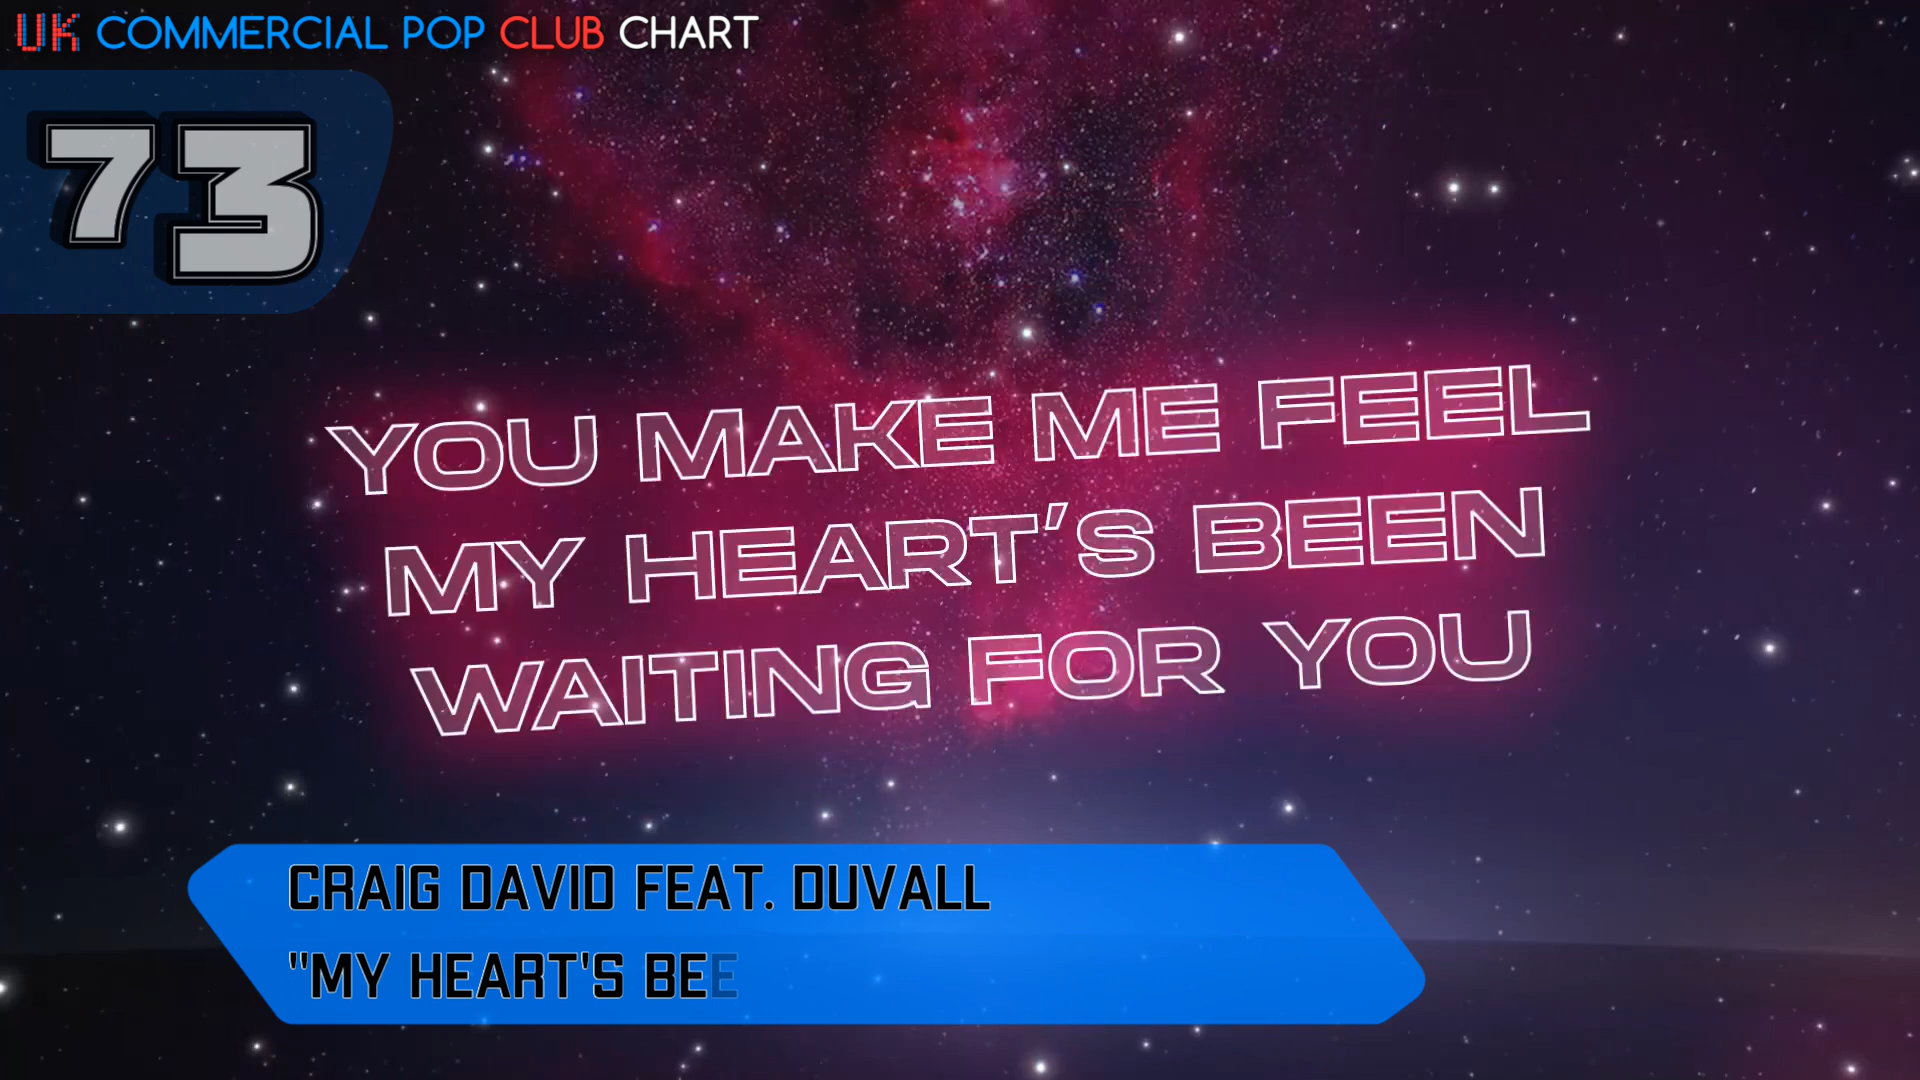 UK COMMERCIAL POP CLUB CHART
73
YOU MAKE ME FEEL
MY HEART'S BEEN
WAITING FOR YOU
CRAIG DAVID FEAT. DUVALL
"MY HEART'S BEE